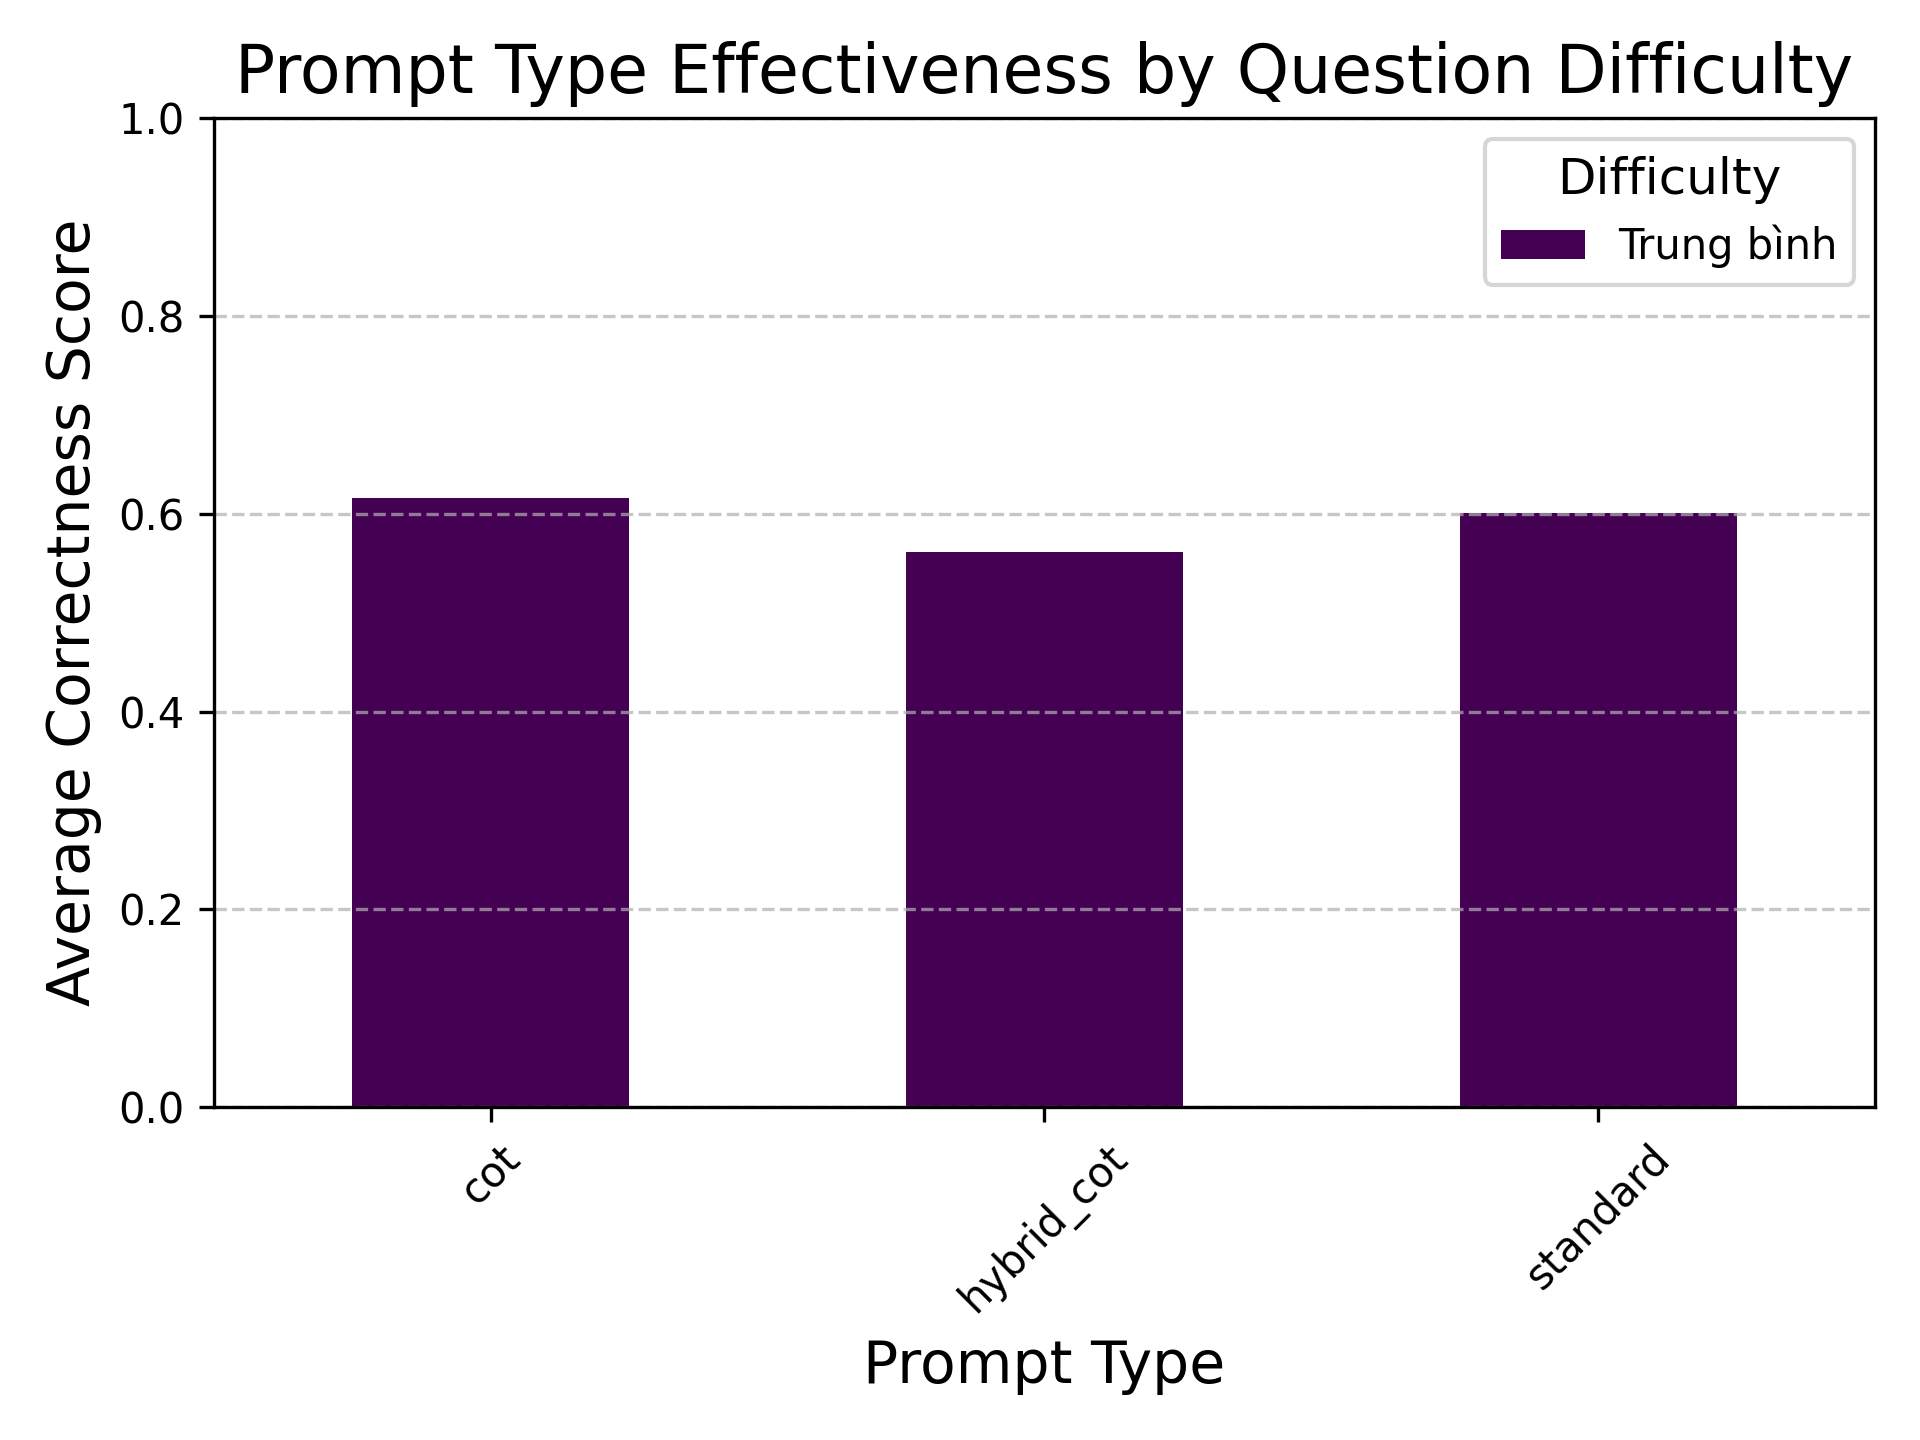 Prompt Type Effectiveness by Question Difficulty
Average Correctness Score
1.0
0.8
0.6
0.4
0.2
0.0
Difficulty
Trung bình
cot
hybrid_cot
standard
Prompt Type